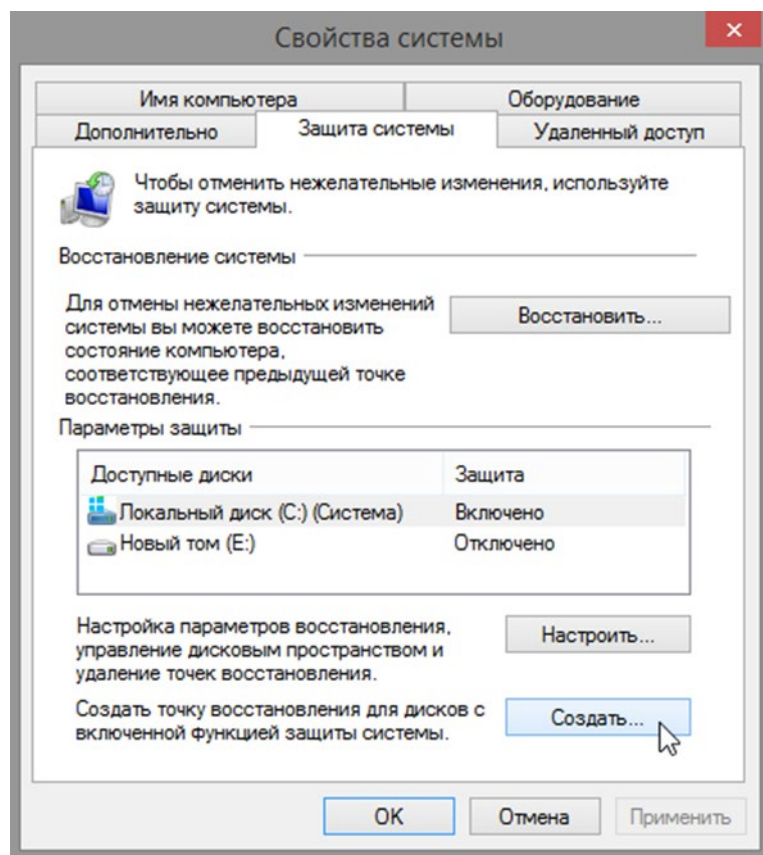 Свойства системы
Имя компьютера
Оборудование
Дополнительно
Защита системы
Удаленный доступ
Чтобы отменить нежелательные изменения, используйте
защиту системы.
Восстановление системы
Для отмены нежелательных изменений
системы вы можете восстановить
состояние компьютера,
соответствующее предыдущей точке
восстановления.
Восстановить...
Параметры защиты
Доступные диски
Защита
Локальный диск (C:) (Система)
Включено
Новый том (E:)
Отключено
Настройка параметров восстановления,
управление дисковым пространством и
удаление точек восстановления.
Настроить...
Создать точку восстановления для дисков с
включенной функцией защиты системы.
Создать...
ОК
Отмена
Применить